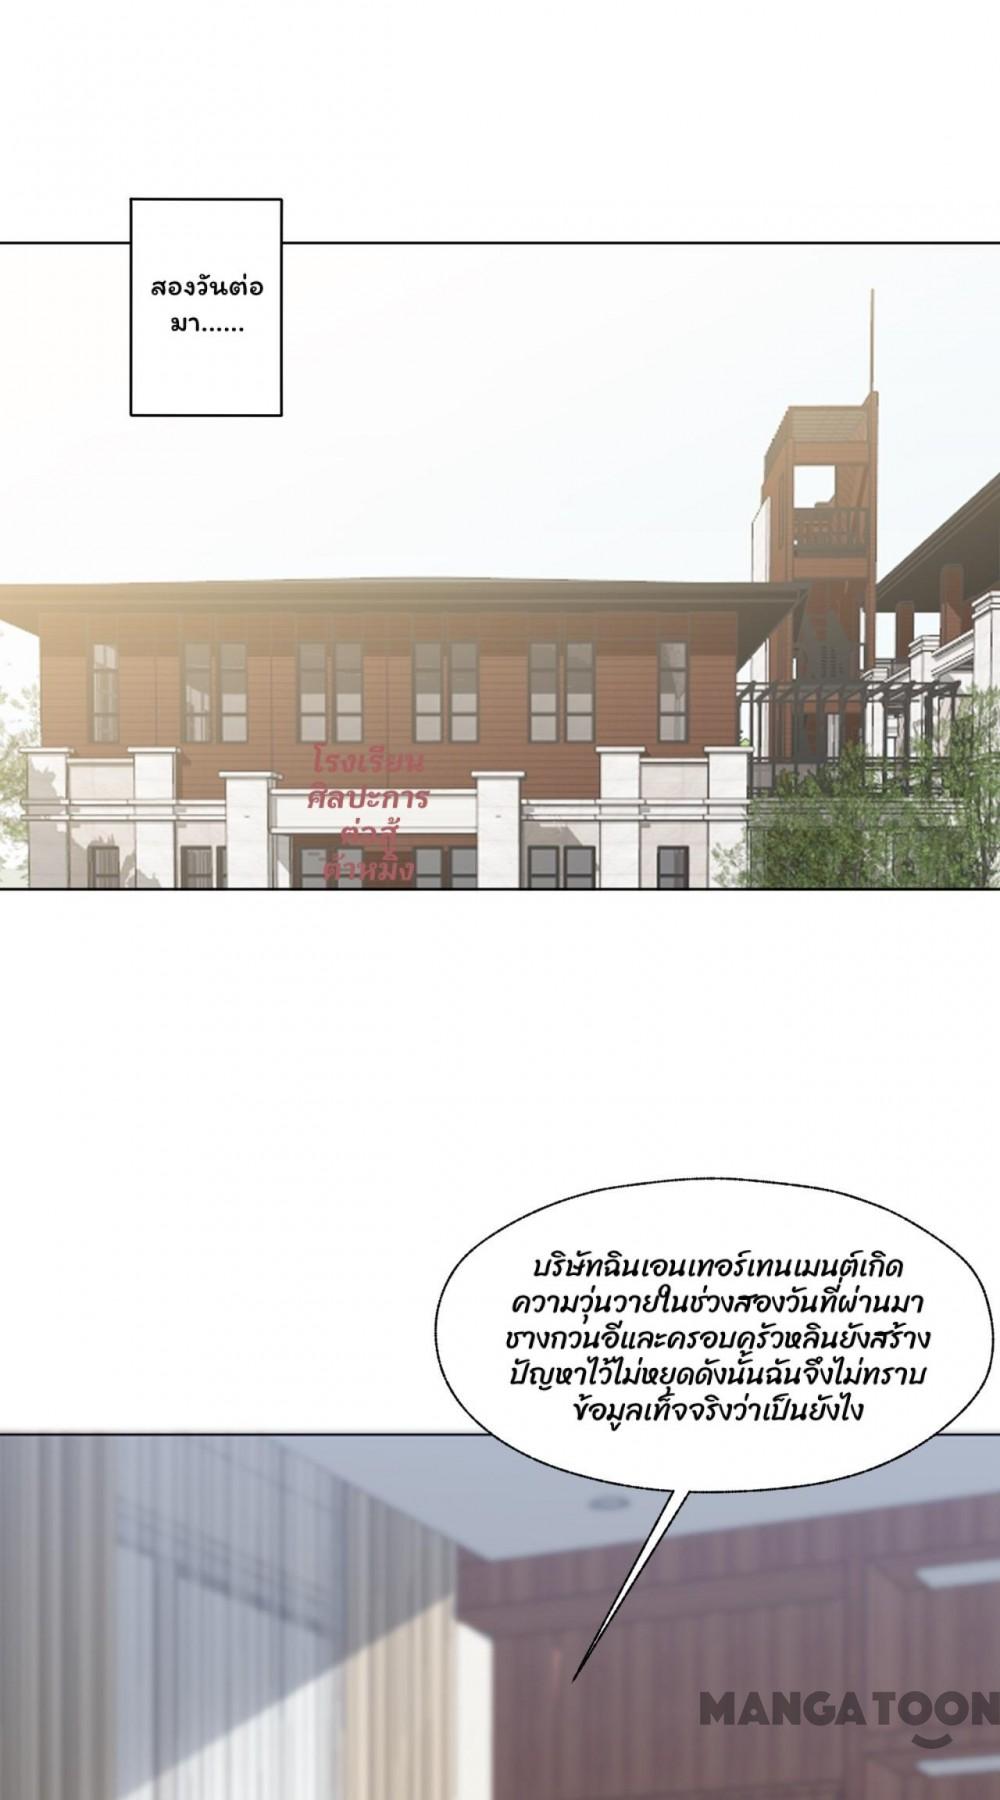 สองวันต่อ
มา......
โรงเรียน
ศิลปะการ
ต่อสู้
ต้าหมิง
บริษัทฉินเอนเทอร์เทนเมนต์เกิด
ความวุ่นวายในช่วงสองวันที่ผ่านมา
ชางกวนอีและครอบครัวหลินยังสร้าง
ปัญหาไว้ไม่หยุดดังนั้นฉันจึงไม่ทราบ
ข้อมูลเท็จจริงว่าเป็นยังไง
MANGATOON